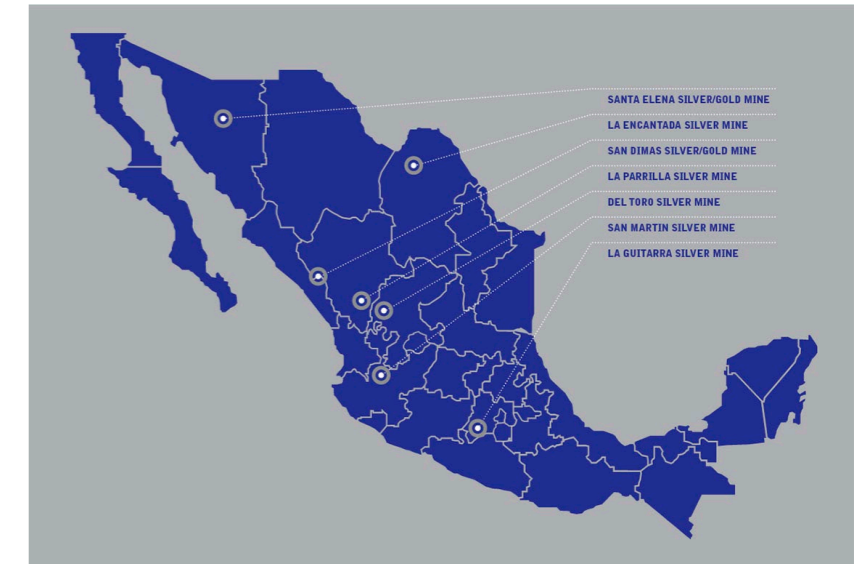 SANTA ELENA SILVER/GOLD MINE
LA ENCANTADA SILVER MINE
SAN DIMAS SILVER/GOLD MINE
LA PARRILLA SILVER MINE
DEL TORO SILVER MINE
SAN MARTIN SILVER MINE
LA GUITARRA SILVER MINE